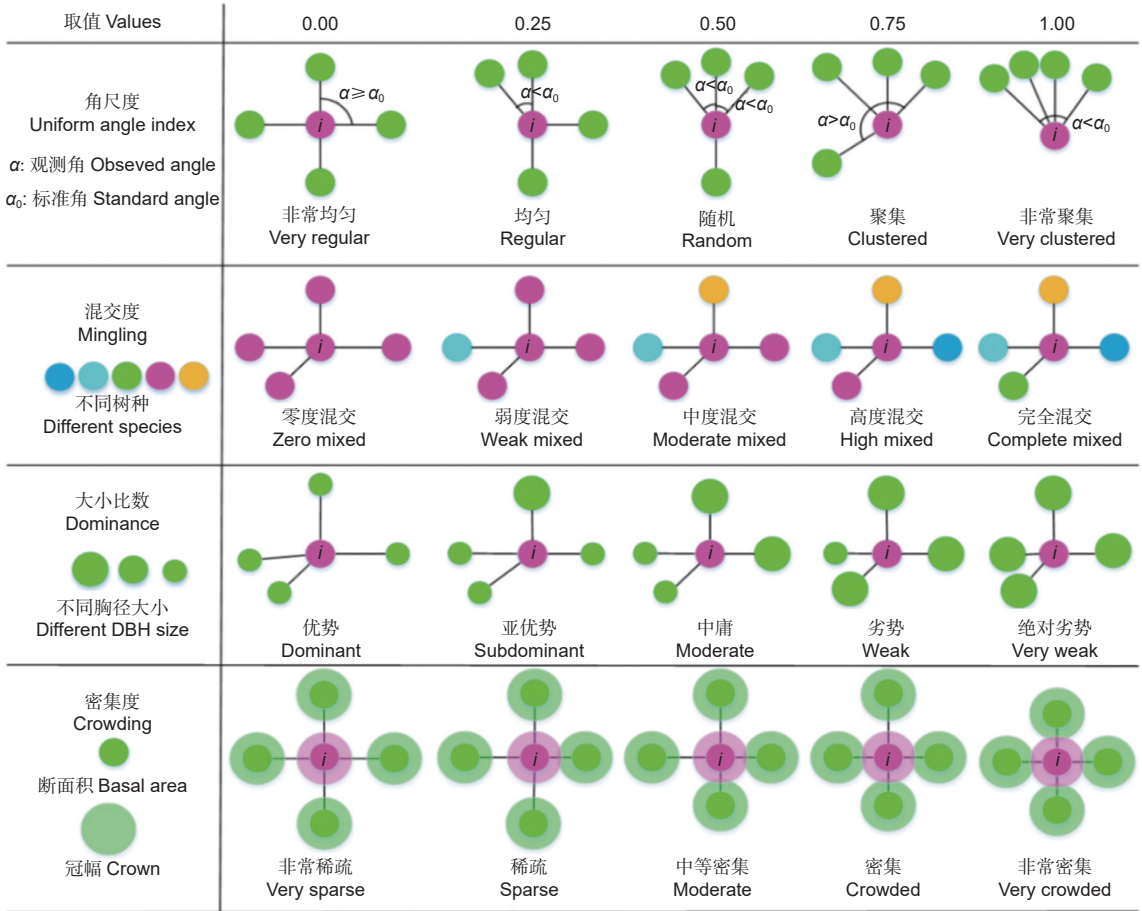 取值 Values
0.00
0.25
0.50
0.75
1.00
角尺度
Uniform angle index
α: 观测角 Obseved angle
α0: 标准角 Standard angle
α≥α0
i
非常均匀
Very regular
α<α0
i
均匀
Regular
α<α0
α<α0
i
随机
Random
α>α0
i
聚集
Clustered
α<α0
i
非常聚集
Very clustered
混交度
Mingling
不同树种
Different species
i
零度混交
Zero mixed
i
弱度混交
Weak mixed
i
中度混交
Moderate mixed
i
高度混交
High mixed
i
完全混交
Complete mixed
大小比数
Dominance
不同胸径大小
Different DBH size
i
优势
Dominant
i
亚优势
Subdominant
i
中庸
Moderate
i
劣势
Weak
i
绝对劣势
Very weak
密集度
Crowding
断面积 Basal area
冠幅 Crown
i
非常稀疏
Very sparse
i
稀疏
Sparse
i
中等密集
Moderate
i
密集
Crowded
i
非常密集
Very crowded